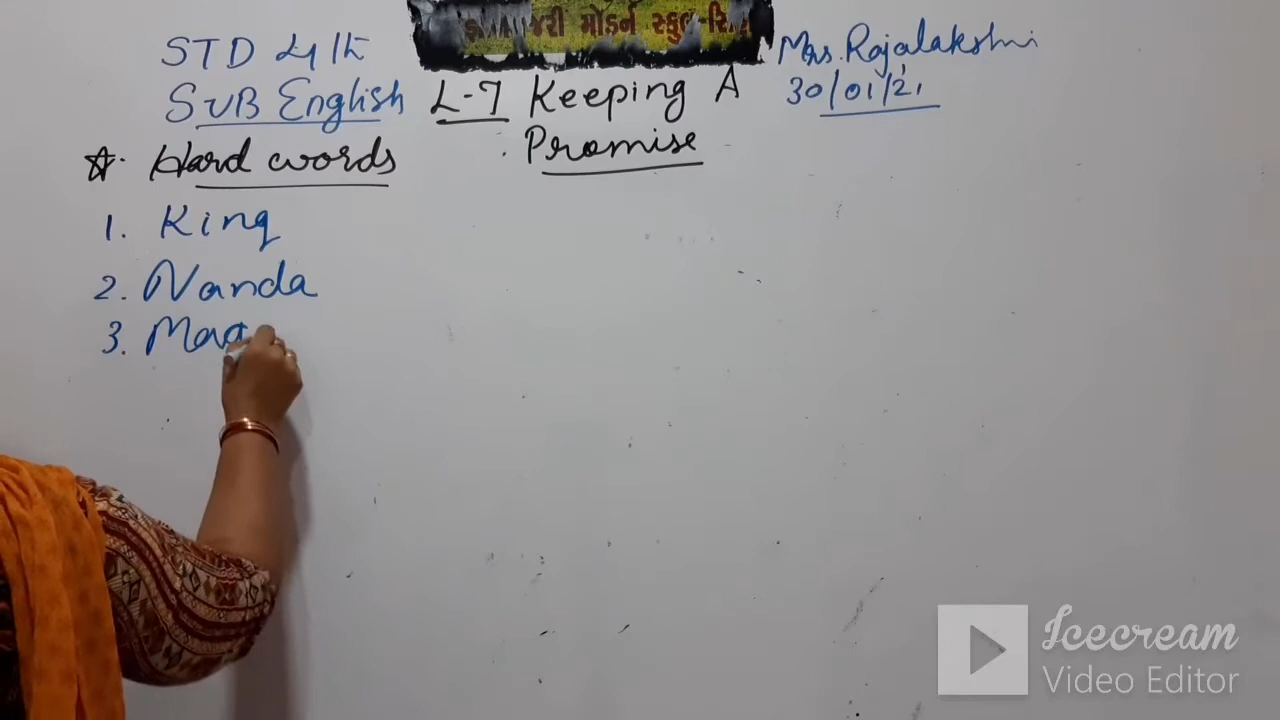 મોડર્ન સ્કુલ
STD 4th
Mrs. Rajalakshmi
SUB English
L-7 Keeping A
30/01/21
☆. Hard words
Promise
1. King
2. Nanda
3.
Icecream
Video Editor